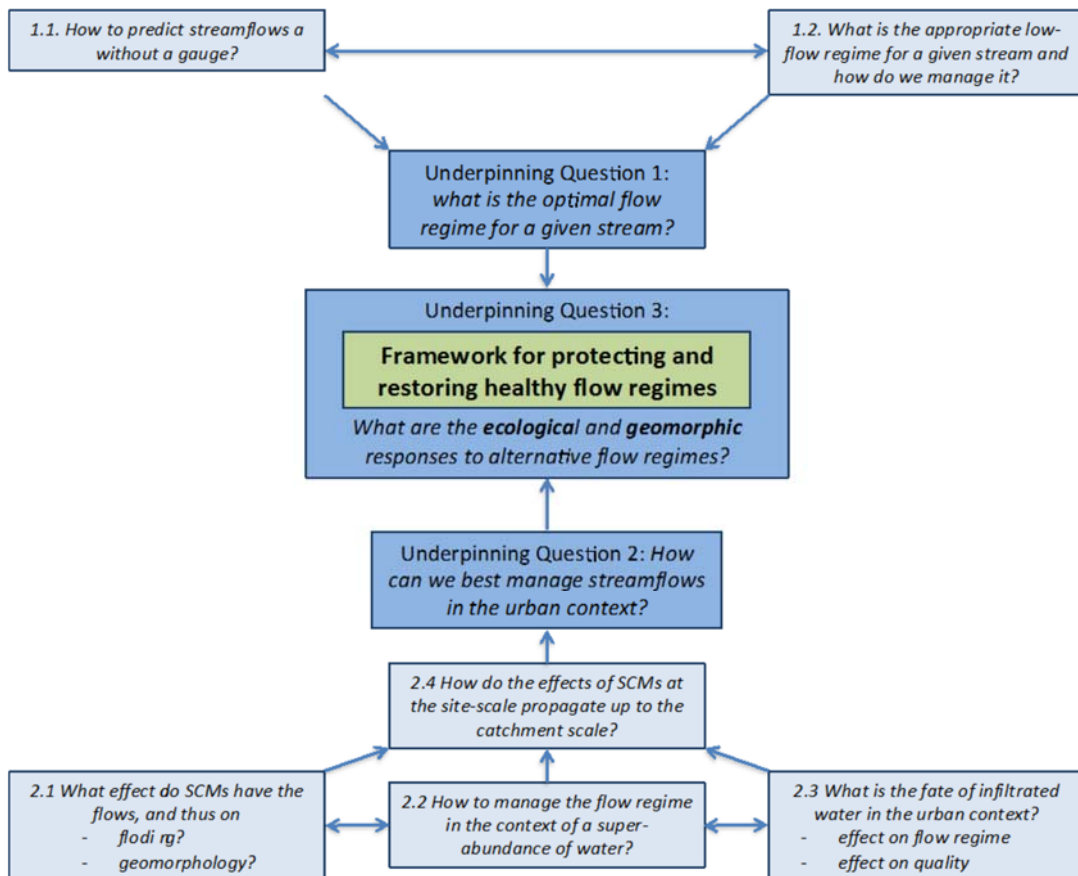 1.1. How to predict streamflows a
without a gauge?
1.2. What is the appropriate low-
flow regime for a given stream and
how do we manage it?
Underpinning Question 1:
what is the optimal flow
regime for a given stream?
Underpinning Question 3:
Framework for protecting and
restoring healthy flow regimes
What are the ecological and geomorphic
responses to alternative flow regimes?
Underpinning Question 2: How
can we best manage streamflows
in the urban context?
2.4 How do the effects of SCMs at
the site-scale propagate up to the
catchment scale?
2.1 What effect do SCMs have the
flows, and thus on
- flodi rg?
- geomorphology?
2.2 How to manage the flow regime
in the context of a super-
abundance of water?
2.3 What is the fate of infiltrated
water in the urban context?
- effect on flow regime
- effect on quality